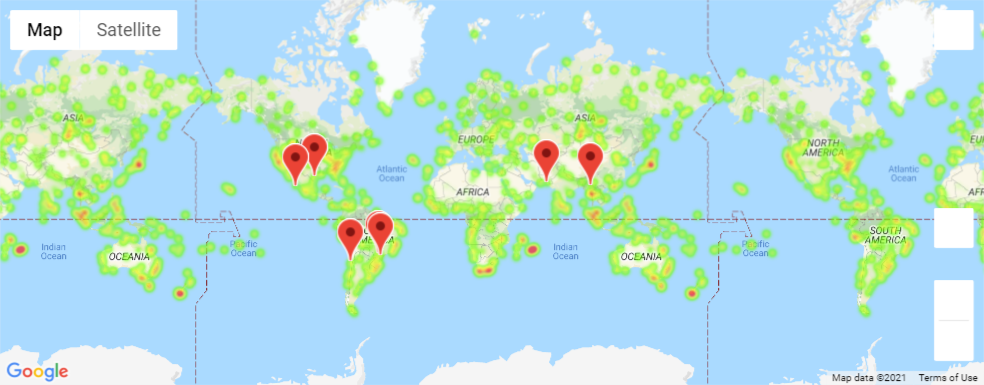 Map Satellite
ASIA
EUROPE
ASIA
NORTH
AMERICA
Atlantic
Ocean
Atlantic
Ocean
AFRICA
Indian
Ocean
Pacific
Ocean
OCEANIA
Indian
Ocean
OCEANIA
Pacific
Ocean
SOUTH
AMERICA
Google
Map data ©2021 Terms of Use